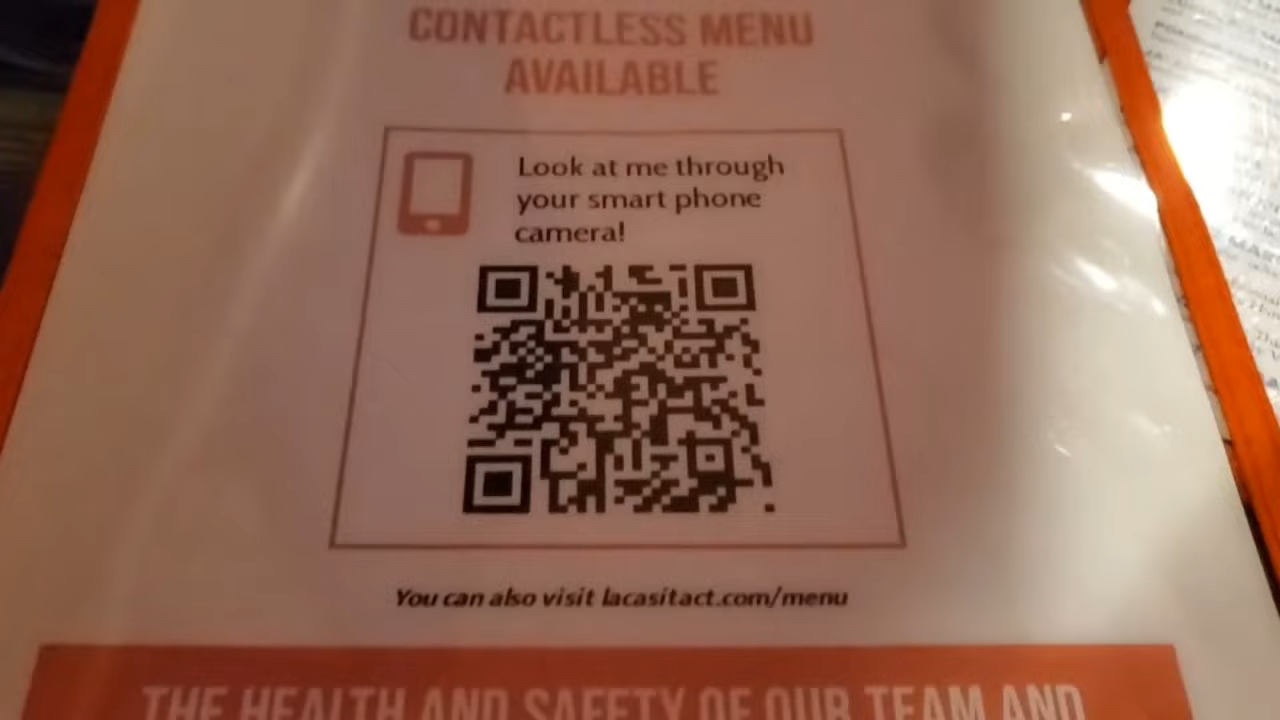 CONTACTLESS MENU
AVAILABLE
Look at me through
your smart phone
camera!
You can also visit lacasitact.com/menu
THE HEALTH AND SAFETY OF OUR TEAM AND